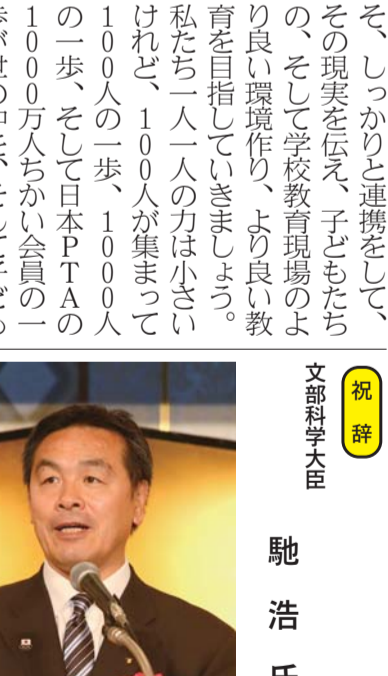 そ、しっかりと連携をして、
その現実を伝え、子どもたち
の、そして学校教育現場のよ
り良い環境作り、より良い教
育を目指していきましょう。
私たち一人一人の力は小さい
けれど、100人が集まって
100人の一歩、1000人
の一歩、そして日本PTAの
1000万人ちかい会員の一
祝辞
文部科学大臣
馳浩氏